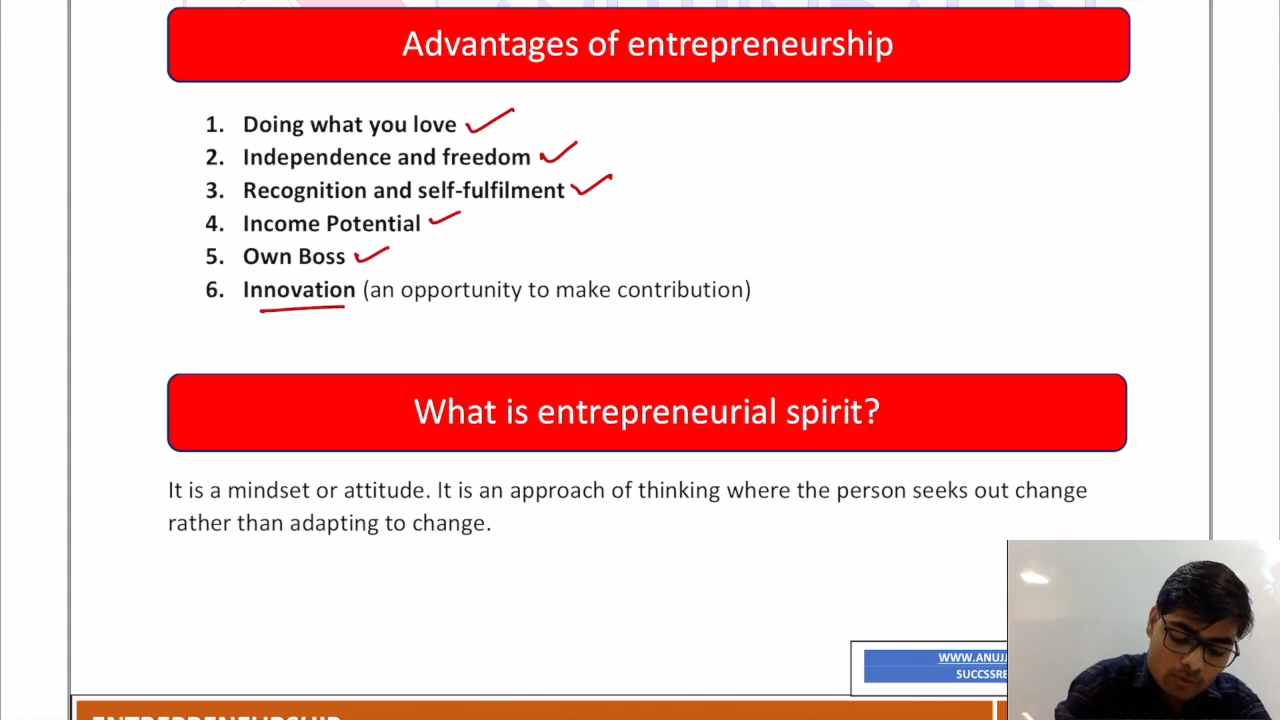 Advantages of entrepreneurship
1. Doing what you love
2. Independence and freedom
3. Recognition and self-fulfilment
4. Income Potential
5. Own Boss
6. Innovation (an opportunity to make contribution)
What is entrepreneurial spirit?
It is a mindset or attitude. It is an approach of thinking where the person seeks out change
rather than adapting to change.
ENTREPRENEURSHIP